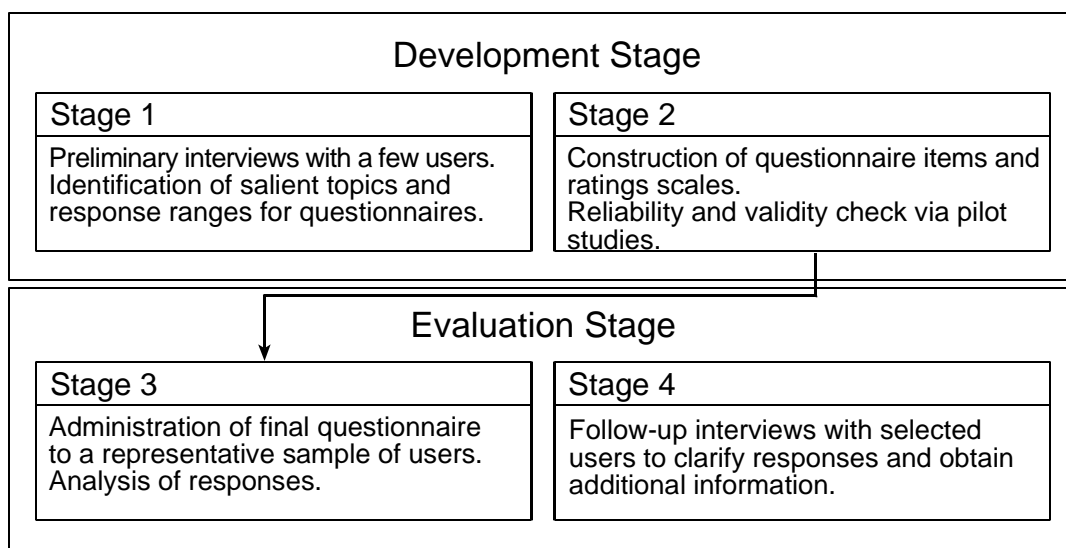 Development Stage
Stage 1
Preliminary interviews with a few users.
Identification of salient topics and
response ranges for questionnaires.
Stage 2
Construction of questionnaire items and
ratings scales.
Reliability and validity check via pilot
studies.
Evaluation Stage
Stage 3
Administration of final questionnaire
to a representative sample of users.
Analysis of responses.
Stage 4
Follow-up interviews with selected
users to clarify responses and obtain
additional information.